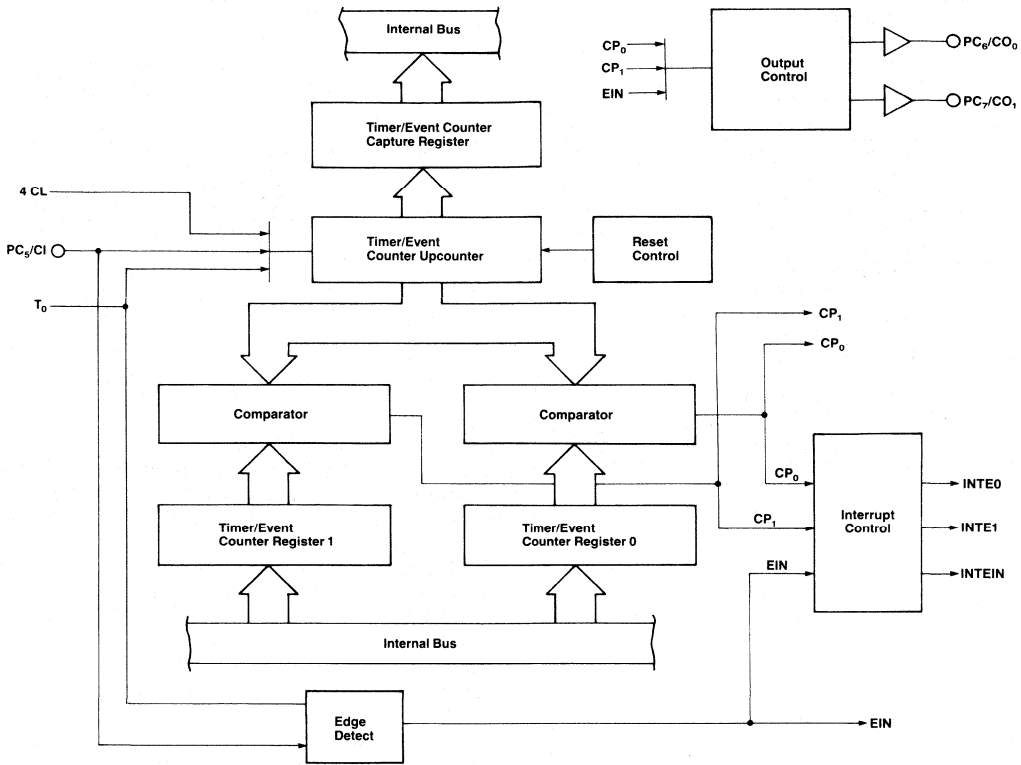 Internal Bus
CP0
CP1
EIN
Output
Control
PC6/CO0
PC7/CO1
Timer/Event Counter
Capture Register
4 CL
PC5/CI
T0
Timer/Event
Counter Upcounter
Reset
Control
CP1
CP0
Comparator
Comparator
Timer/Event
Counter Register 1
Timer/Event
Counter Register 0
CP0
CP1
EIN
Interrupt
Control
INTE0
INTE1
INTEIN
Internal Bus
Edge
Detect
EIN